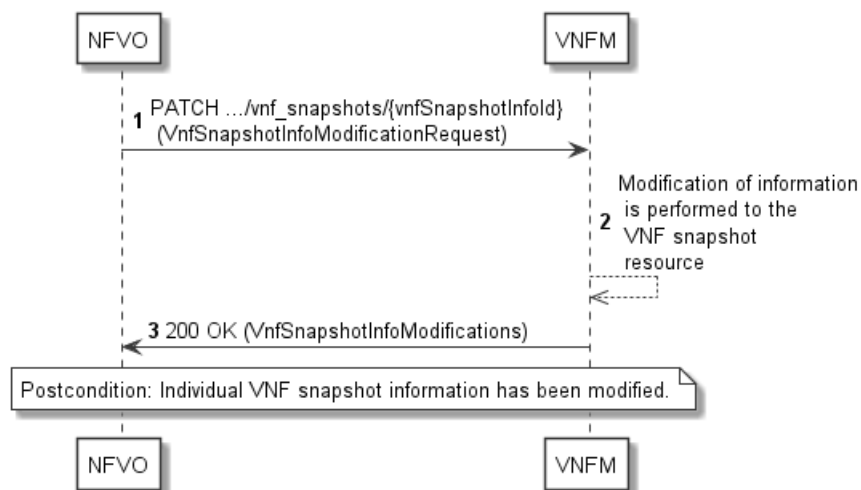 NFVO
VNFM
1 PATCH .../vnf_snapshots/{vnfSnapshotInfoId}
(VnfSnapshotInfoModificationRequest)
2 Modification of information
is performed to the
VNF snapshot
resource
3 200 OK (VnfSnapshotInfoModifications)
Postcondition: Individual VNF snapshot information has been modified.
NFVO
VNFM